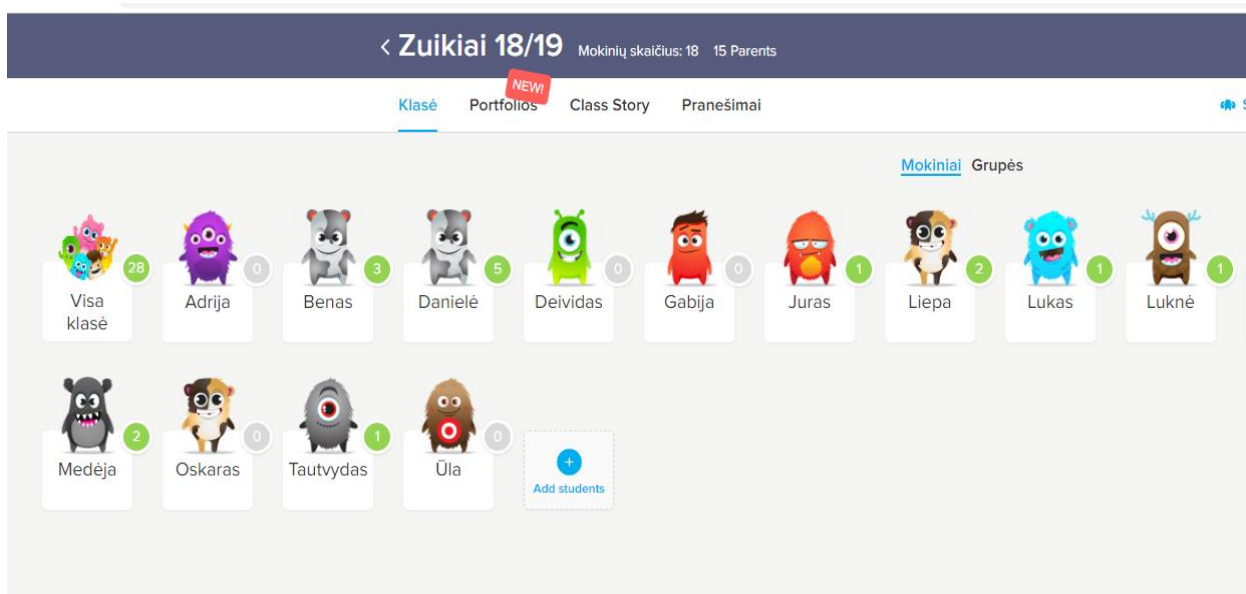 < Zuikiai 18/19 Mokinių skaičius: 18 15 Parents
NEW!
Klasė Portfolios Class Story Pranešimai
Mokiniai Grupės
28 0 3 5 0 0 1 2 1 1
Visa klasė Adrija Benas Danielė Deividas Gabija Juras Liepa Lukas Luknė
2 0 1 0
Medėja Oskaras Tautvydas Ūla
+
Add students